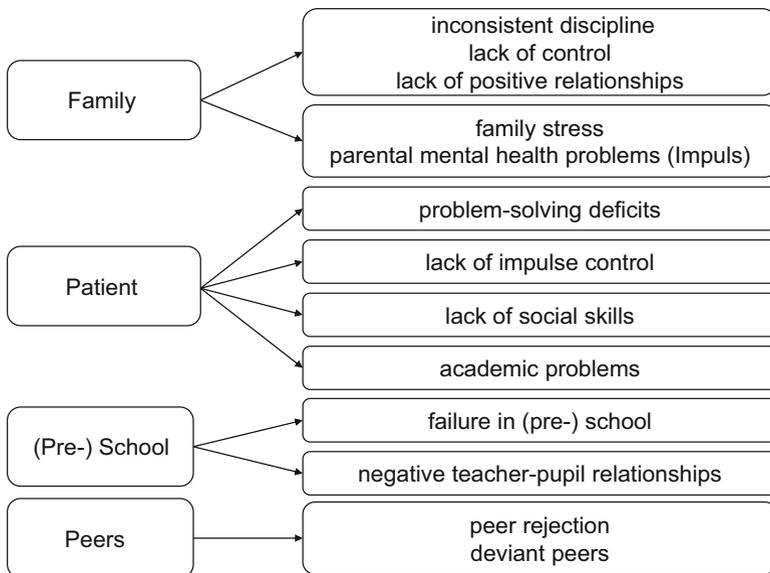 Family
inconsistent discipline
lack of control
lack of positive relationships
family stress
parental mental health problems (Impuls)
Patient
problem-solving deficits
lack of impulse control
lack of social skills
academic problems
(Pre-) School
failure in (pre-) school
negative teacher-pupil relationships
Peers
peer rejection
deviant peers